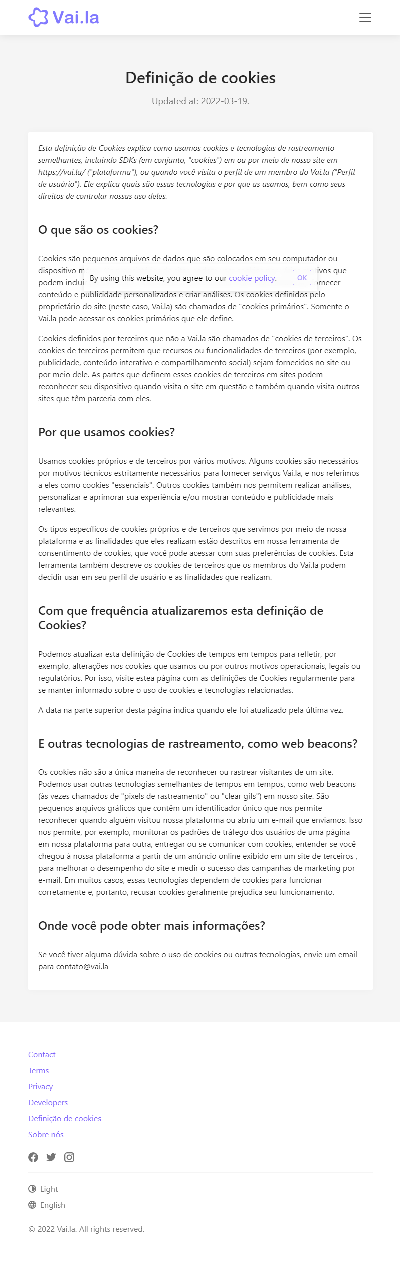 Vai.la
Definição de cookies
Updated at: 2022-03-19.
Esta definição de Cookies explica como usamos cookies e tecnologias de rastreamento
semelhantes, incluindo SDKs (em conjunto, "cookies") em ou por meio de nosso site em
https://vai.la/ ("plataforma"), ou quando você visita o perfil de um membro do Vai.la ("Perfil
de usuário"). Ele explica quais são essas tecnologias e por que as usamos, bem como seus
direitos de controlar nosso uso deles.
O que são os cookies?
Cookies são pequenos arquivos de dados que são colocados em seu computador ou
dispositivo m
ivos que
By using this website, you agree to our cookie policy.
OK
podem inclui
ornecer
conteúdo e publicidade personalizados e criar análises. Os cookies definidos pelo
proprietário do site (neste caso, Vai.la) são chamados de "cookies primários". Somente o
Vai.la pode acessar os cookies primários que ele define.
Cookies definidos por terceiros que não a Vai.la são chamados de "cookies de terceiros". Os
cookies de terceiros permitem que recursos ou funcionalidades de terceiros (por exemplo,
publicidade, conteúdo interativo e compartilhamento social) sejam fornecidos no site ou
por meio dele. As partes que definem esses cookies de terceiros em sites podem
reconhecer seu dispositivo quando visita o site em questão e também quando visita outros
sites que têm parceria com eles.
Por que usamos cookies?
Usamos cookies próprios e de terceiros por vários motivos. Alguns cookies são necessários
por motivos técnicos estritamente necessários para fornecer serviços Vai.la, e nos referimos
a eles como cookies "essenciais". Outros cookies também nos permitem realizar análises,
personalizar e aprimorar sua experiência e/ou mostrar conteúdo e publicidade mais
relevantes.
Os tipos específicos de cookies próprios e de terceiros que servimos por meio de nossa
plataforma e as finalidades que eles realizam estão descritos em nossa ferramenta de
consentimento de cookies, que você pode acessar com suas preferências de cookies. Esta
ferramenta também descreve os cookies de terceiros que os membros do Vai.la podem
decidir usar em seu perfil de usuário e as finalidades que realizam.
Com que frequência atualizaremos esta definição de
Cookies?
Podemos atualizar esta definição de Cookies de tempos em tempos para refletir, por
exemplo, alterações nos cookies que usamos ou por outros motivos operacionais, legais ou
regulatórios. Por isso, visite estea página com as definições de Cookies regularmente para
se manter informado sobre o uso de cookies e tecnologias relacionadas.
A data na parte superior desta página indica quando ele foi atualizado pela última vez.
E outras tecnologias de rastreamento, como web beacons?
Os cookies não são a única maneira de reconhecer ou rastrear visitantes de um site.
Podemos usar outras tecnologias semelhantes de tempos em tempos, como web beacons
(às vezes chamados de "pixels de rastreamento" ou "clear gifs") em nosso site. São
pequenos arquivos gráficos que contêm um identificador único que nos permite
reconhecer quando alguém visitou nossa plataforma ou abriu um e-mail que enviamos. Isso
nos permite, por exemplo, monitorar os padrões de tráfego dos usuários de uma página
em nossa plataforma para outra, entregar ou se comunicar com cookies, entender se você
chegou à nossa plataforma a partir de um anúncio online exibido em um site de terceiros ,
para melhorar o desempenho do site e medir o sucesso das campanhas de marketing por
e-mail. Em muitos casos, essas tecnologias dependem de cookies para funcionar
corretamente e, portanto, recusar cookies geralmente prejudica seu funcionamento.
Onde você pode obter mais informações?
Se você tiver alguma dúvida sobre o uso de cookies ou outras tecnologias, envie um email
para contato@vai.la
Contact
Terms
Privacy
Developers
Definição de cookies
Sobre nós
Light
English
© 2022 Vai.la. All rights reserved.